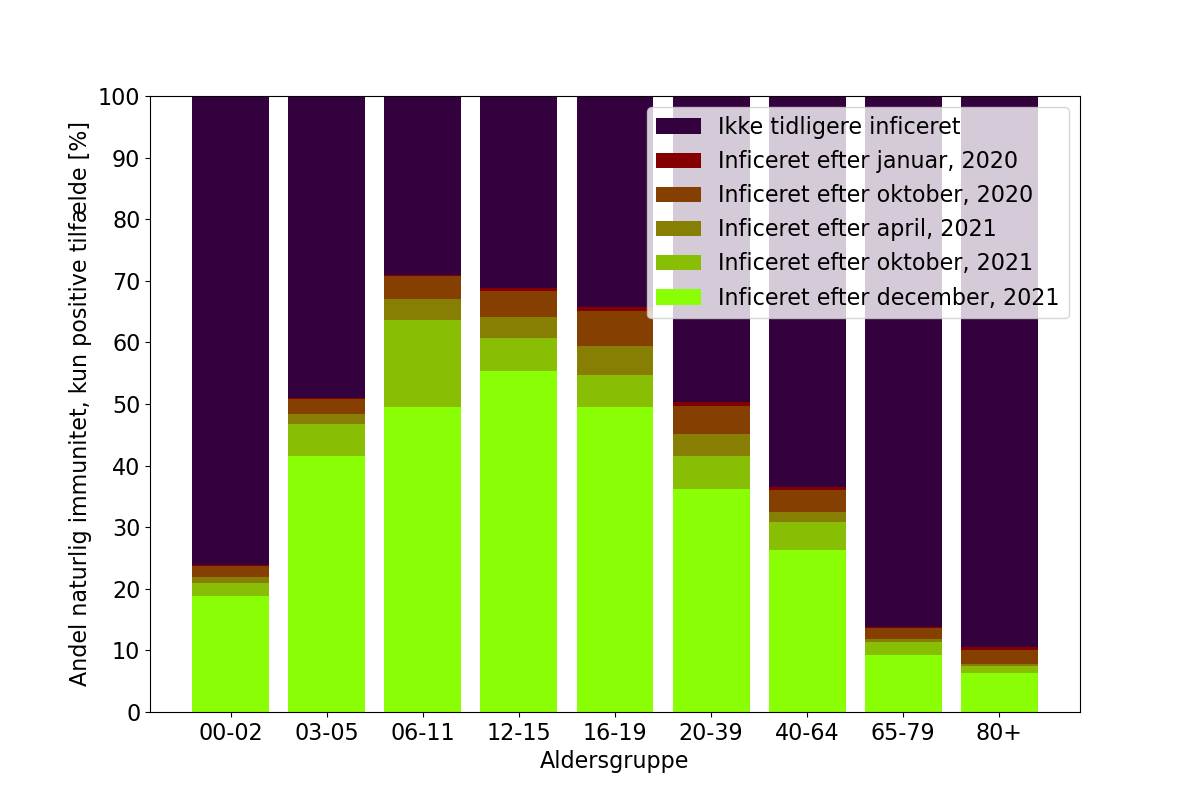 Andel naturlig immunitet, kun positive tilfælde [%]
100
90
80
70
60
50
40
30
20
10
0
Ikke tidligere inficeret
Inficeret efter januar, 2020
Inficeret efter oktober, 2020
Inficeret efter april, 2021
Inficeret efter oktober, 2021
Inficeret efter december, 2021
00-02 03-05 06-11 12-15 16-19 20-39 40-64 65-79 80+
Aldersgruppe